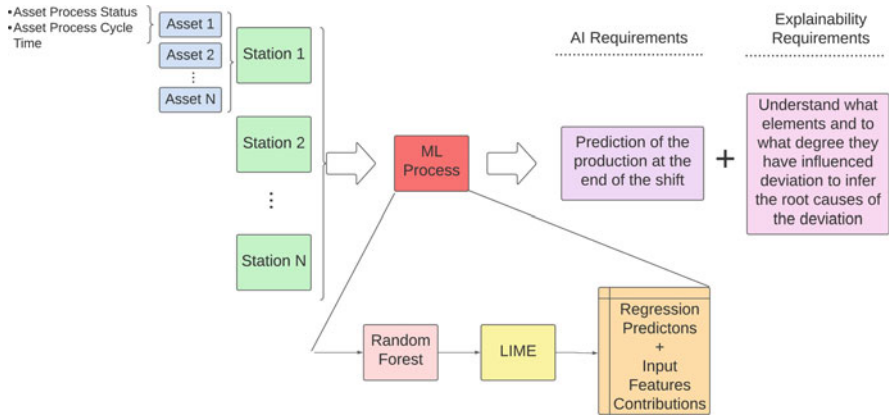 •Asset Process Status
•Asset Process Cycle
Time
Asset 1
Asset 2
⋮
Asset N
Station 1
Station 2
⋮
Station N
ML
Process
AI Requirements
Prediction of the
production at the
end of the shift
+
Explainability
Requirements
Understand what
elements and to
what degree they
have influenced
deviation to infer
the root causes of
the deviation
Random
Forest
LIME
Regression
Predictons
+
Input
Features
Contributions